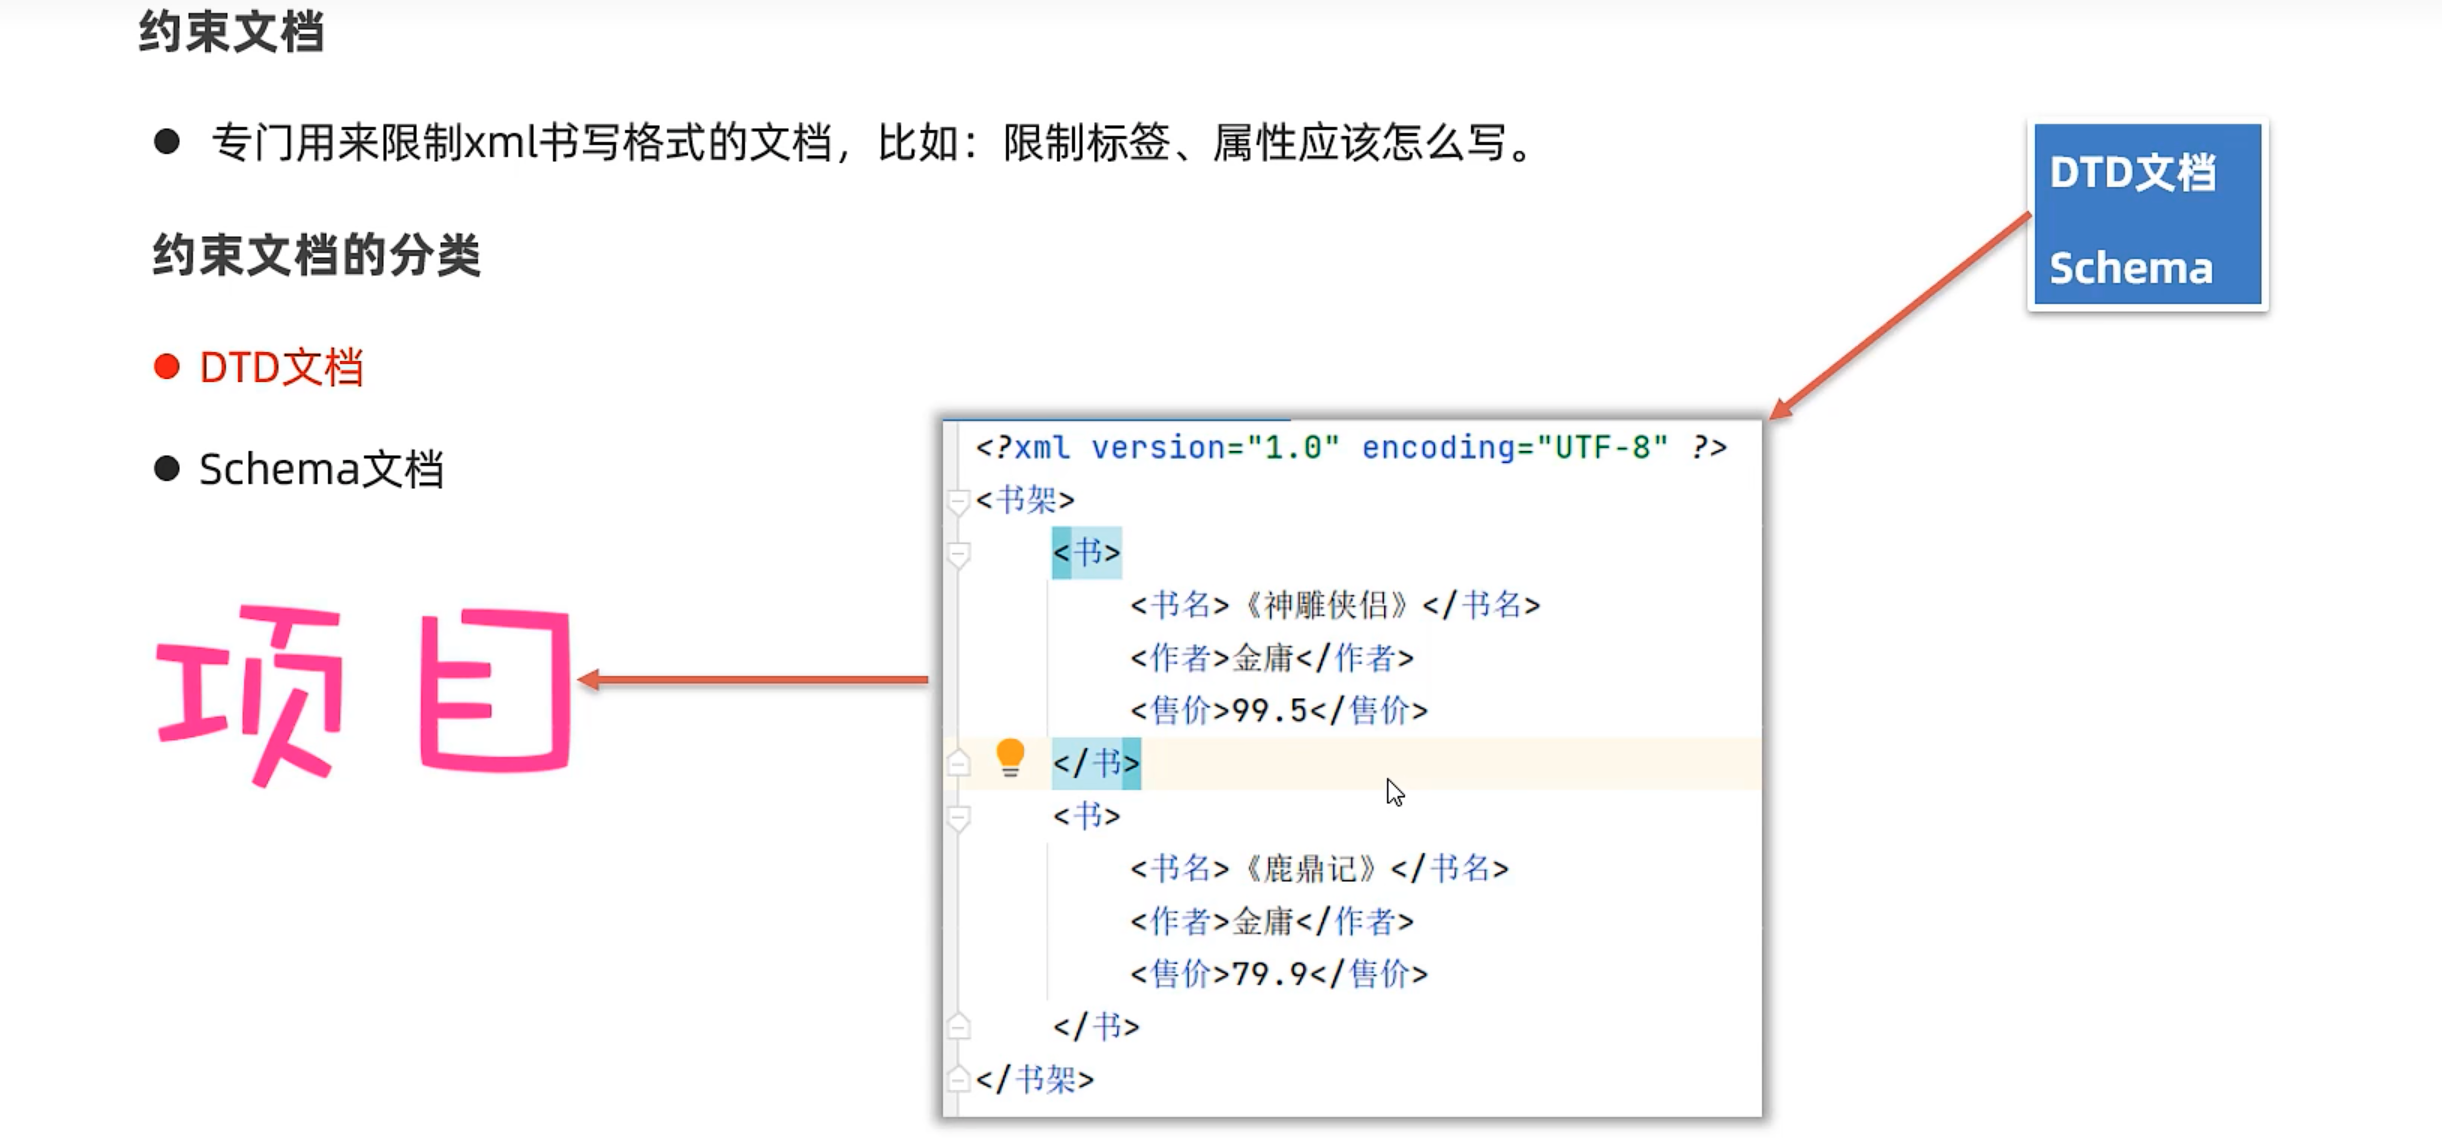 约束文档
专门用来限制xml书写格式的文档，比如：限制标签、属性应该怎么写。
约束文档的分类
DTD文档
Schema文档
项目
DTD文档
Schema
<?xml version="1.0" encoding="UTF-8" ?>
<书架>
<书>
<书名>《神雕侠侣》</书名>
<作者>金庸</作者>
<售价>99.5</售价>
</书>
<书>
<书名>《鹿鼎记》</书名>
<作者>金庸</作者>
<售价>79.9</售价>
</书>
</书架>